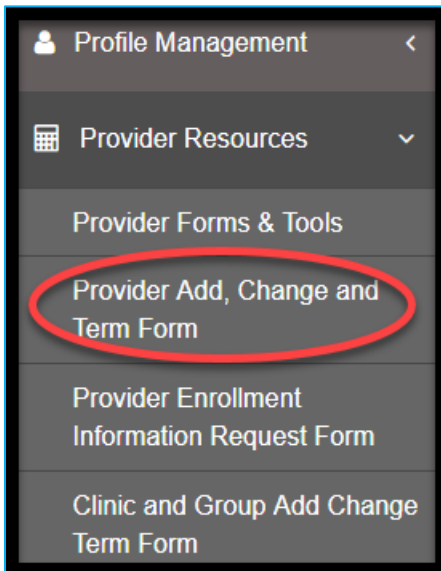 Profile Management
Provider Resources
Provider Forms & Tools
Provider Add, Change and
Term Form
Provider Enrollment
Information Request Form
Clinic and Group Add Change
Term Form